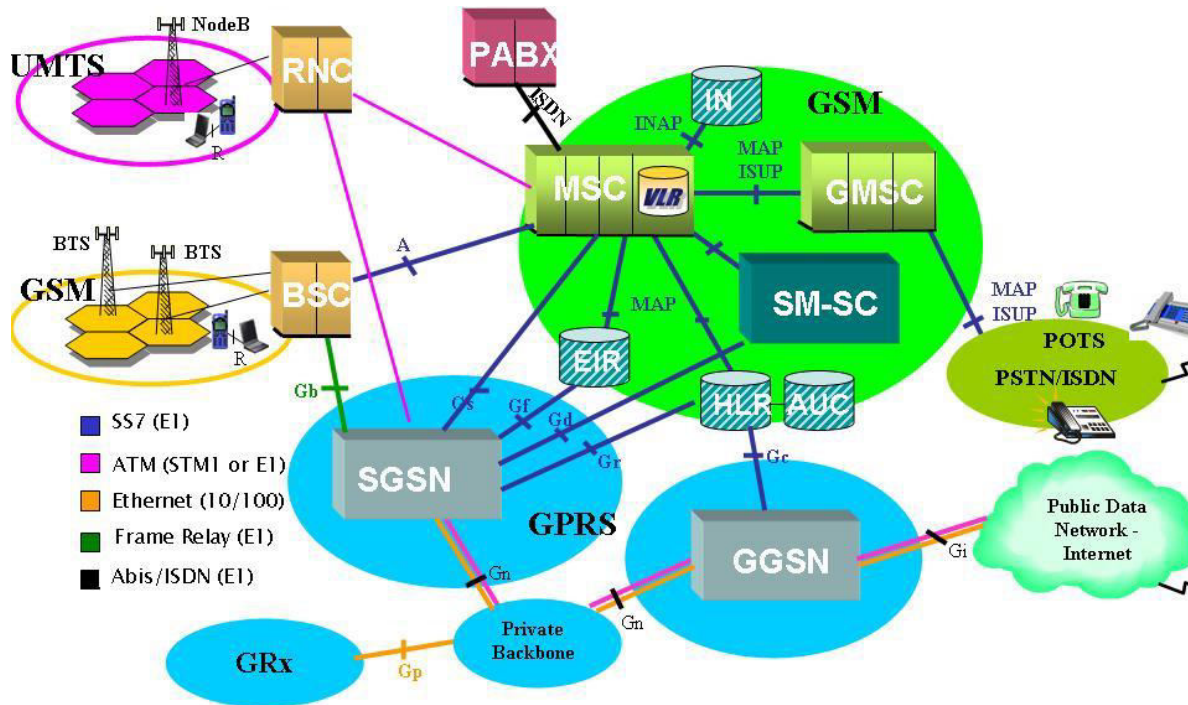 NodeB
UMTS
RNC
R
PABX
ISDN
IN
INAP
GSM
MSC
VLR
MAP
ISUP
GMSC
BTS
BTS
GSM
BSC
R
A
SM-SC
MAP
EIR
HLR
AUC
MAP
ISUP
POTS
PSTN/ISDN
Gb
Gs
Gf
Gd
Gr
Gc
SS7 (E1)
ATM (STM1 or E1)
Ethernet (10/100)
Frame Relay (E1)
Abis/ISDN (E1)
SGSN
GPRS
GGSN
Gi
Public Data
Network -
Internet
Gn
Gn
Private
Backbone
GRx
Gp